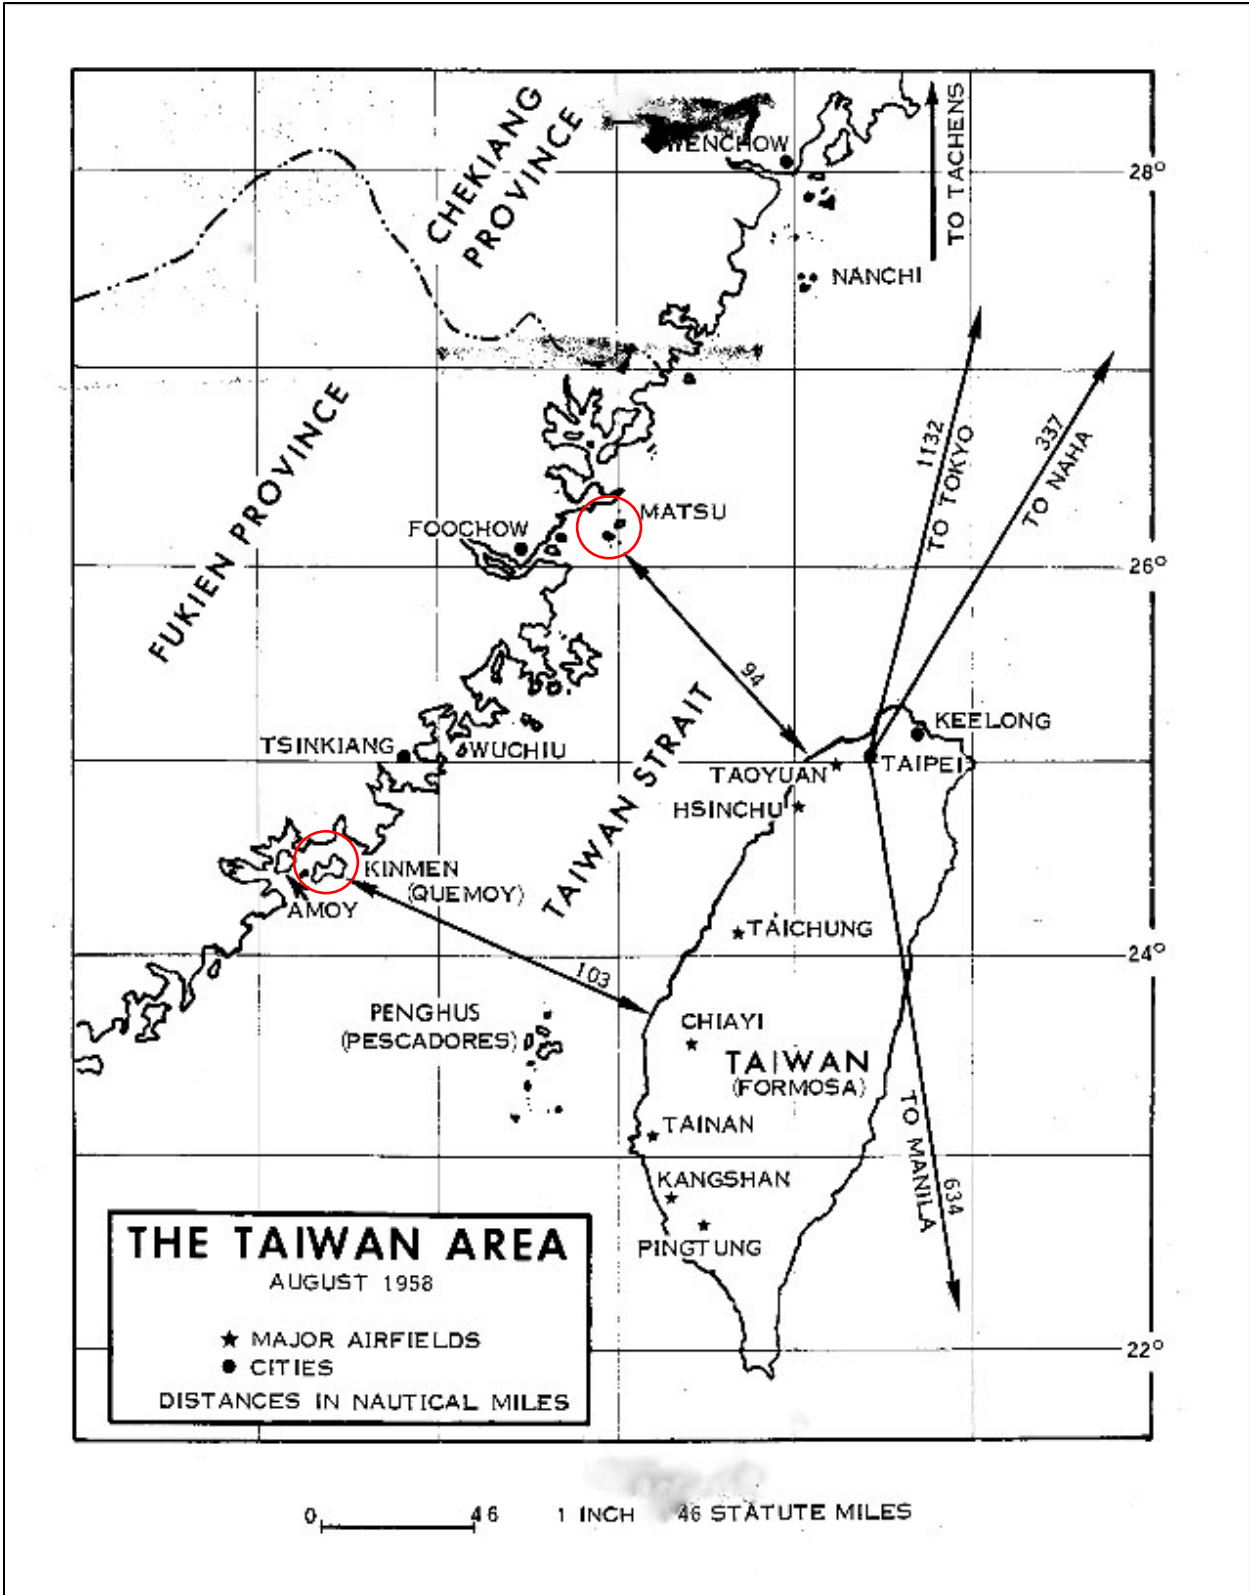 CHEKIANG
PROVINCE
WENCHOW
TO TACHENS
28°
NANCHI
FUKIEN PROVINCE
1132
TO TOKYO
337
TO NAHA
MATSU
FOOCHOW
26°
94
TAIWAN STRAIT
KEELONG
TSINKIANG
WUCHIU
TAOYUAN
TAIPEI
HSINCHU
KINMEN
(QUEMOY)
AMOY
TAICHUNG
24°
103
PENGHUS
(PESCADORES)
CHIAYI
TAIWAN
(FORMOSA)
TAINAN
TO MANILA
634
KANGSHAN
PINGTUNG
THE TAIWAN AREA
AUGUST 1958
★ MAJOR AIRFIELDS
● CITIES
DISTANCES IN NAUTICAL MILES
22°
0 46 1 INCH 46 STATUTE MILES